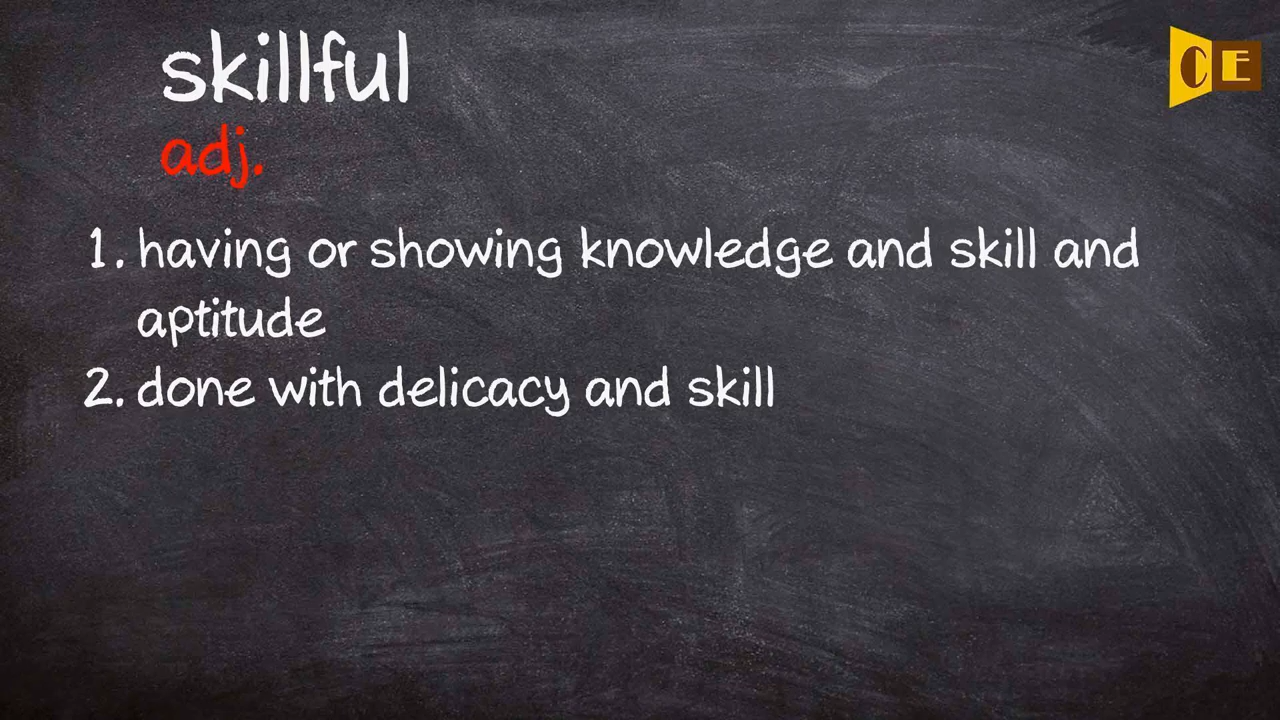 skillful
adj.
CE
1. having or showing knowledge and skill and
aptitude
2. done with delicacy and skill